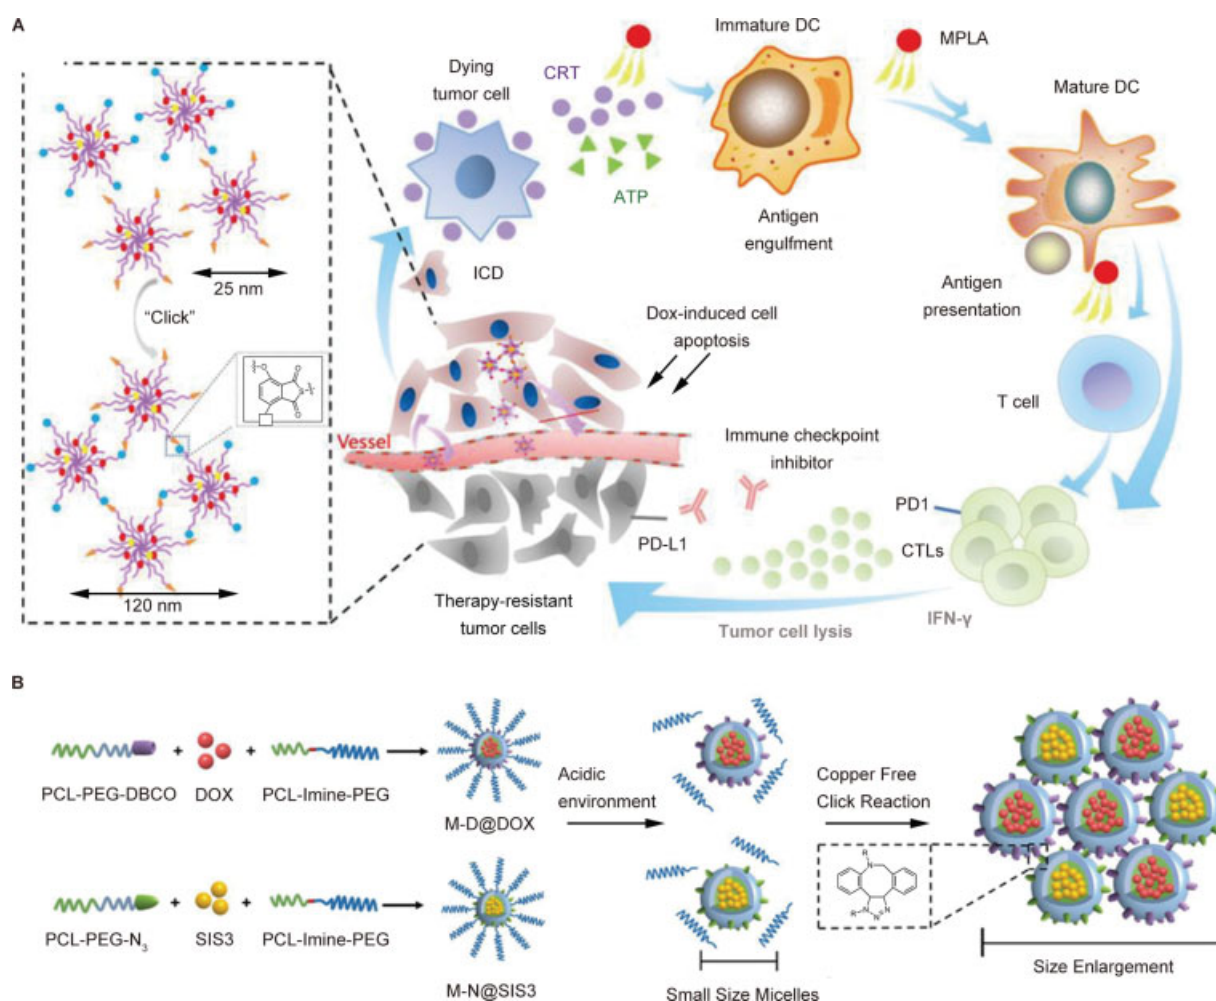 A
Immature DC
MPLA
Dying
tumor cell
CRT
Mature DC
ATP
Antigen
engulfment
ICD
25 nm
Antigen
presentation
"Click"
Dox-induced cell
apoptosis
O
O
O
T cell
Vessel
Immune checkpoint
inhibitor
PD1
PD-L1
CTLs
120 nm
Therapy-resistant
tumor cells
IFN-γ
Tumor cell lysis
B
PCL-PEG-DBCO + DOX + PCL-Imine-PEG
M-D@DOX
Acidic
environment
Copper Free
Click Reaction
R
N
R-N
N
N
PCL-PEG-N₃ + SIS3 + PCL-Imine-PEG
M-N@SIS3
Small Size Micelles
Size Enlargement